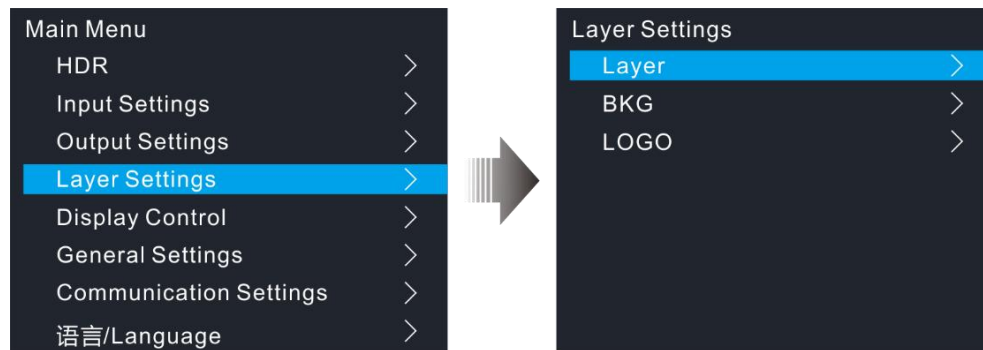 Main Menu
HDR
Input Settings
Output Settings
Layer Settings
Display Control
General Settings
Communication Settings
语言/Language
Layer Settings
Layer
BKG
LOGO